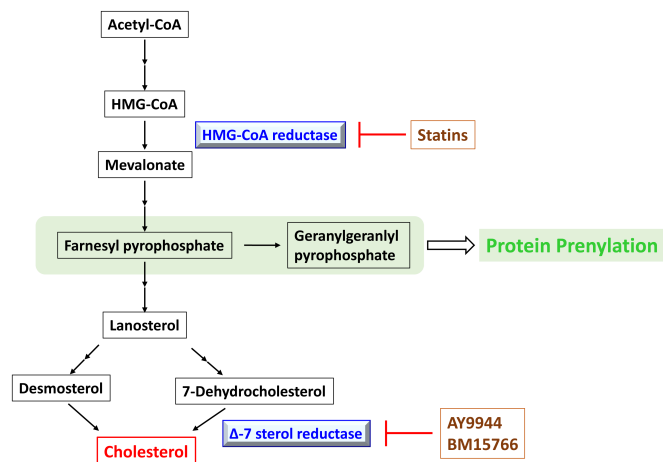 Acetyl-CoA
HMG-CoA
HMG-CoA reductase
Statins
Mevalonate
Farnesyl pyrophosphate
Geranylgeranlyl
pyrophosphate
Protein Prenylation
Lanosterol
Desmosterol
7-Dehydrocholesterol
Δ-7 sterol reductase
AY9944
BM15766
Cholesterol